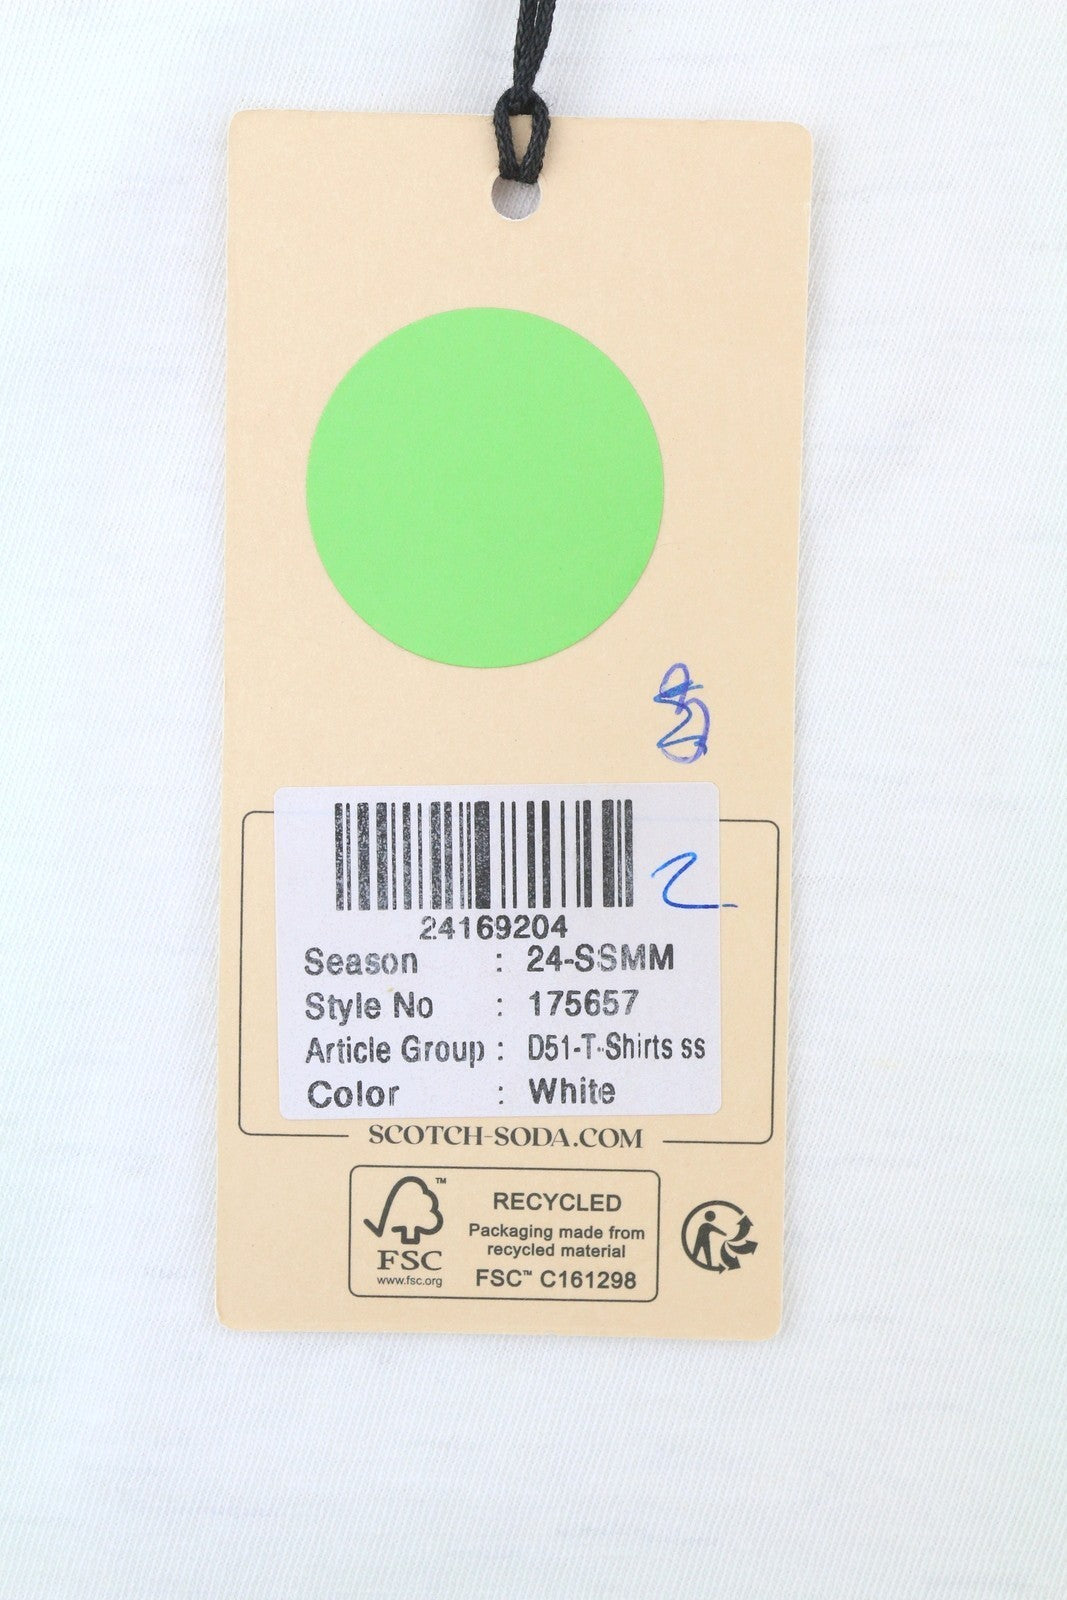 2
24169204
Season : 24-SSMM
Style No : 175657
Article Group : D51-T-Shirts ss
Color : White
SCOTCH-SODA.COM
FSC
www.fsc.org
RECYCLED
Packaging made from
recycled material
FSC™ C161298